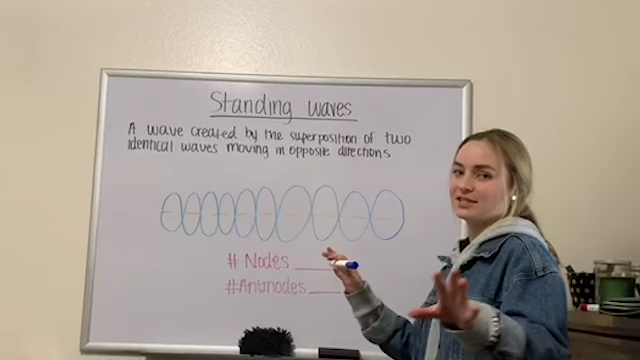 Standing waves
A wave created by the superposition of two
identical waves moving in opposite directions
# Nodes
#Antinodes